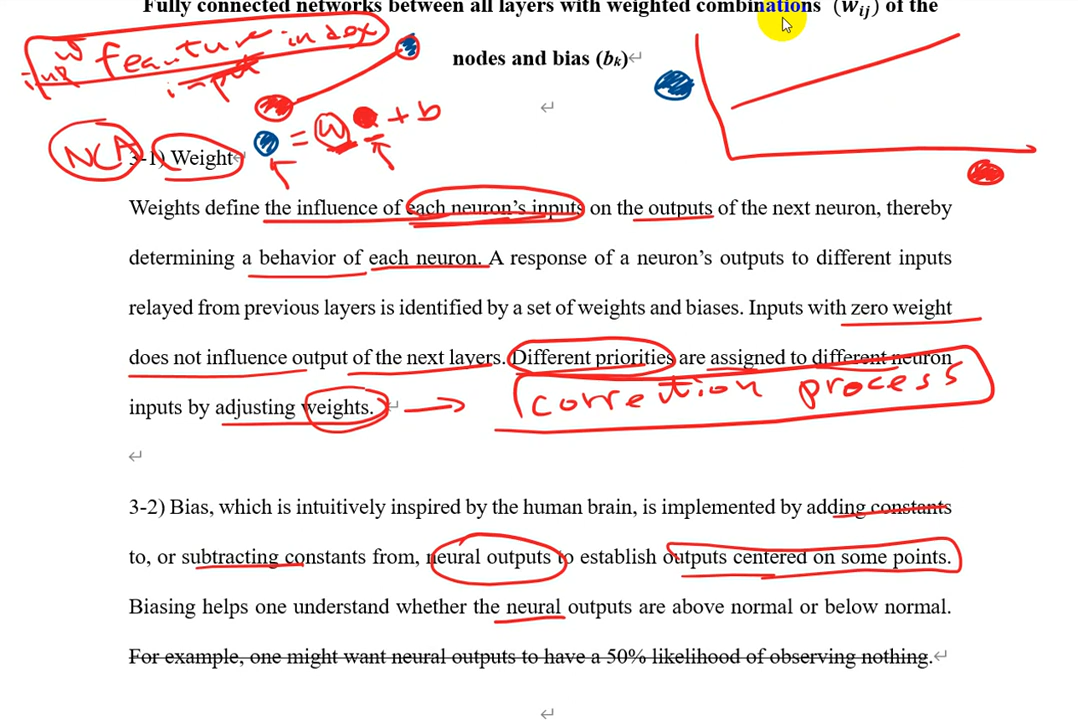 Fully connected networks between all layers with weighted combinations (w_ij) of the
nodes and bias (b_k)↵
feauture index
input
↵
= w + b
NCA
3-1) Weight↵
Weights define the influence of each neuron's inputs on the outputs of the next neuron, thereby
determining a behavior of each neuron. A response of a neuron's outputs to different inputs
relayed from previous layers is identified by a set of weights and biases. Inputs with zero weight
does not influence output of the next layers. Different priorities are assigned to different neuron
inputs by adjusting weights.↵
correction process
↵
3-2) Bias, which is intuitively inspired by the human brain, is implemented by adding constants
to, or subtracting constants from, neural outputs to establish outputs centered on some points.
Biasing helps one understand whether the neural outputs are above normal or below normal.
For example, one might want neural outputs to have a 50% likelihood of observing nothing.↵
↵